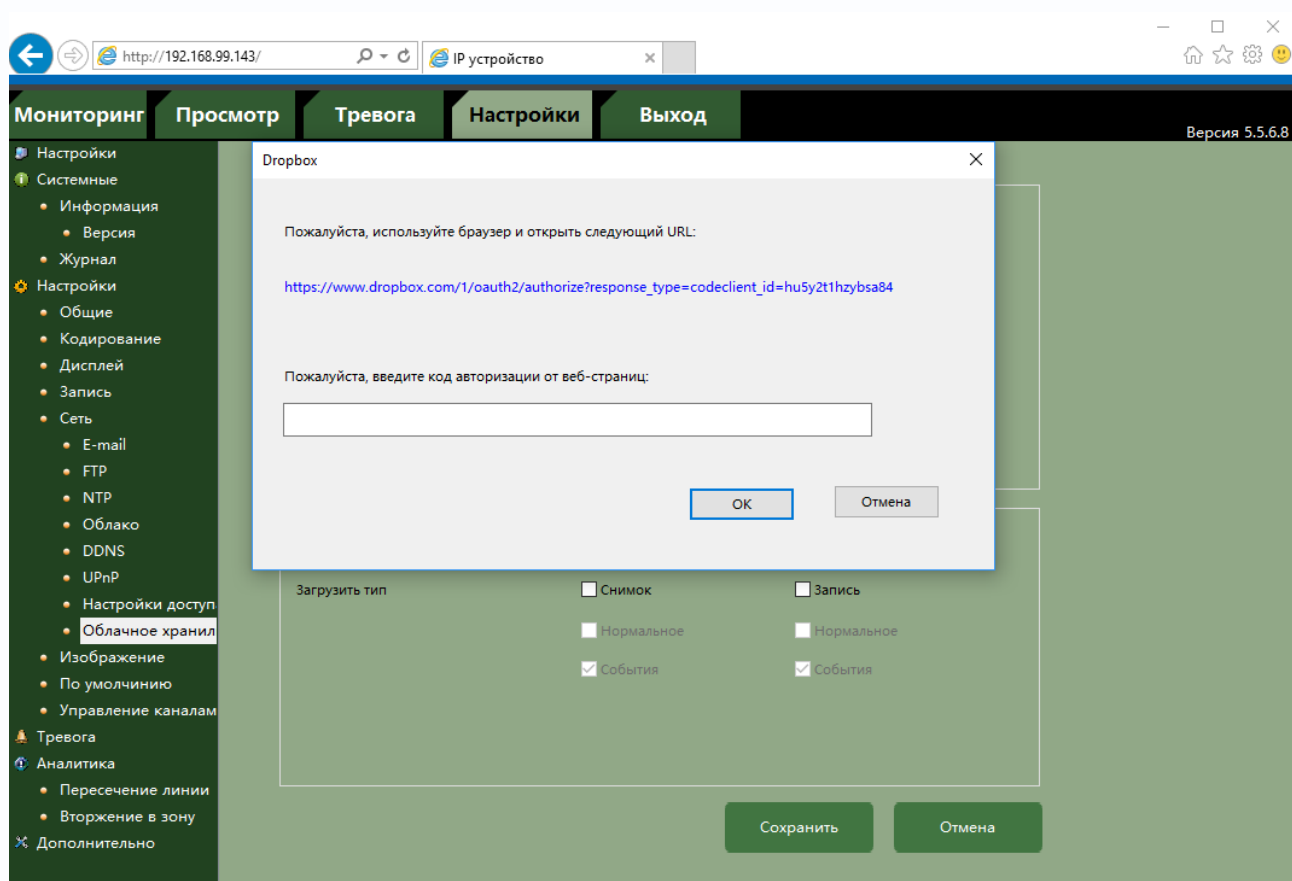 http://192.168.99.143/
IP устройство
Мониторинг
Просмотр
Тревога
Настройки
Выход
Версия 5.5.6.8
Настройки
Системные
Информация
Версия
Журнал
Настройки
Общие
Кодирование
Дисплей
Запись
Сеть
E-mail
FTP
NTP
Облако
DDNS
UPnP
Настройки доступ
Облачное хранил
Изображение
По умолчинию
Управление каналам
Тревога
Аналитика
Пересечение линии
Вторжение в зону
Дополнительно
Dropbox
Пожалуйста, используйте браузер и открыть следующий URL:
https://www.dropbox.com/1/oauth2/authorize?response_type=codeclient_id=hu5y2t1hzybsa84
Пожалуйста, введите код авторизации от веб-страниц:
OK
Отмена
Загрузить тип
Снимок
Запись
Нормальное
Нормальное
События
События
Сохранить
Отмена